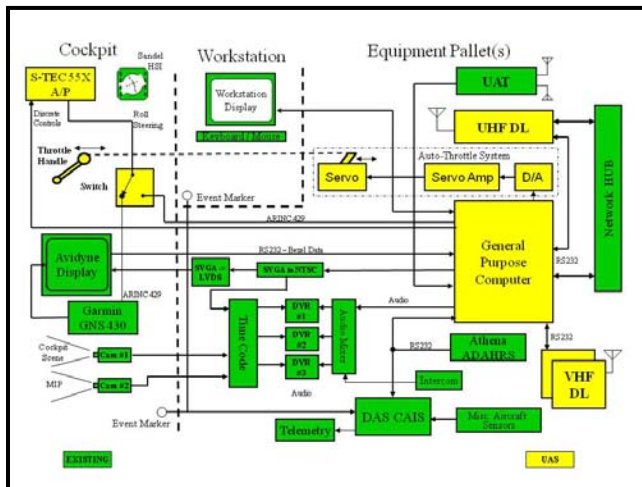 Cockpit
Workstation
Equipment Pallet(s)
S-TEC 55X
A/P
Sandel
HSI
Discrete
Controls
Roll
Steering
Throttle
Handle
Switch
Workstation
Display
Keyboard / Mouse
Event Marker
UAT
UHF DL
Auto-Throttle System
Servo
Servo Amp
D/A
Network HUB
ARINC 429
RS232 – Bezel Data
General
Purpose
Computer
RS232
Avidyne
Display
SVGA ->
LVDS
SVGA to NTSC
ARINC 429
Garmin
GNS 430
Time Code
DVR
#1
DVR
#2
DVR
#3
Audio Mixer
Audio
RS232
Athena
ADAHRS
RS232
VHF
DL
Cockpit
Scene
Cam #1
MIP
Cam #2
Audio
Intercom
Event Marker
DAS CAIS
Misc. Aircraft
Sensors
Telemetry
EXISTING
UAS